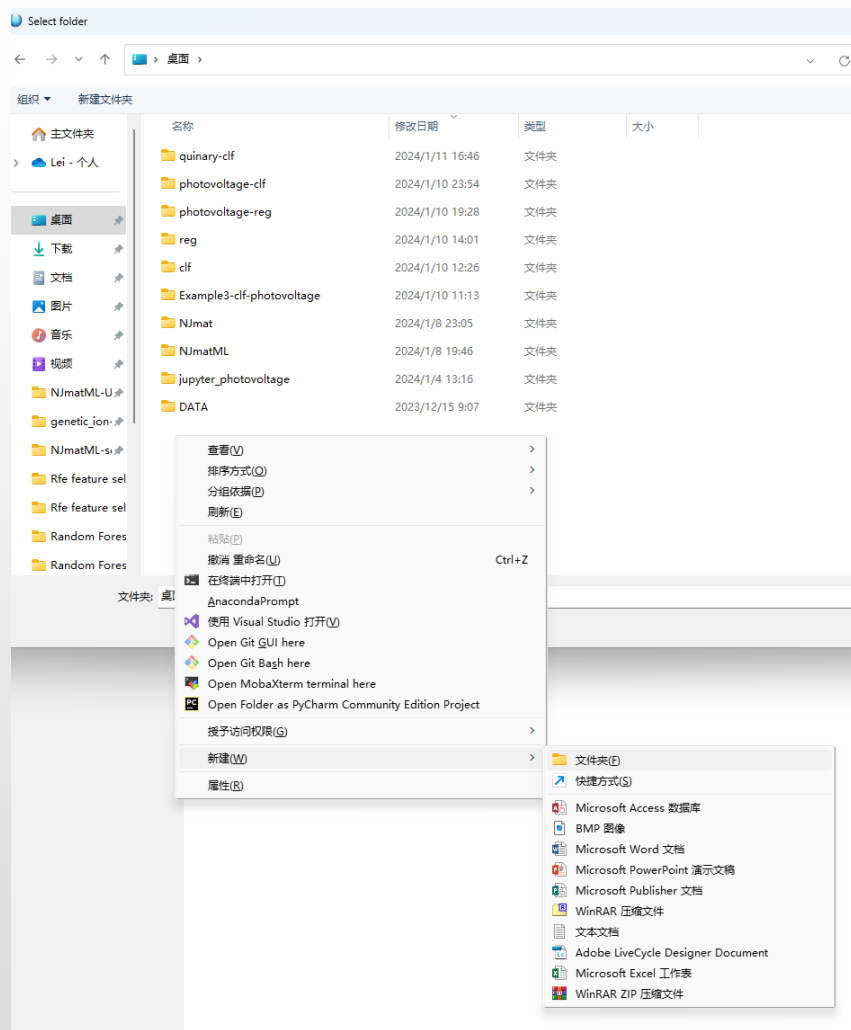 Select folder
桌面
组织
新建文件夹
名称
修改日期
类型
大小
主文件夹
Lei - 个人
桌面
下载
文档
图片
音乐
视频
NJmatML-U
genetic_ion-
NJmatML-s
Rfe feature sel
Rfe feature sel
Random Fores
Random Fores
quinary-clf 2024/1/11 16:46 文件夹
photovoltage-clf 2024/1/10 23:54 文件夹
photovoltage-reg 2024/1/10 19:28 文件夹
reg 2024/1/10 14:01 文件夹
clf 2024/1/10 12:26 文件夹
Example3-clf-photovoltage 2024/1/10 11:13 文件夹
NJmat 2024/1/8 23:05 文件夹
NJmatML 2024/1/8 19:46 文件夹
jupyter_photovoltage 2024/1/4 13:16 文件夹
DATA 2023/12/15 9:07 文件夹
文件夹: 桌
查看(V)
排序方式(O)
分组依据(P)
刷新(E)
粘贴(P)
撤消 重命名(U) Ctrl+Z
在终端中打开(T)
AnacondaPrompt
使用 Visual Studio 打开(V)
Open Git GUI here
Open Git Bash here
Open MobaXterm terminal here
PC Open Folder as PyCharm Community Edition Project
授予访问权限(G)
新建(W)
属性(R)
文件夹(F)
快捷方式(S)
Microsoft Access 数据库
BMP 图像
Microsoft Word 文档
Microsoft PowerPoint 演示文稿
Microsoft Publisher 文档
WinRAR 压缩文件
文本文档
Adobe LiveCycle Designer Document
Microsoft Excel 工作表
WinRAR ZIP 压缩文件